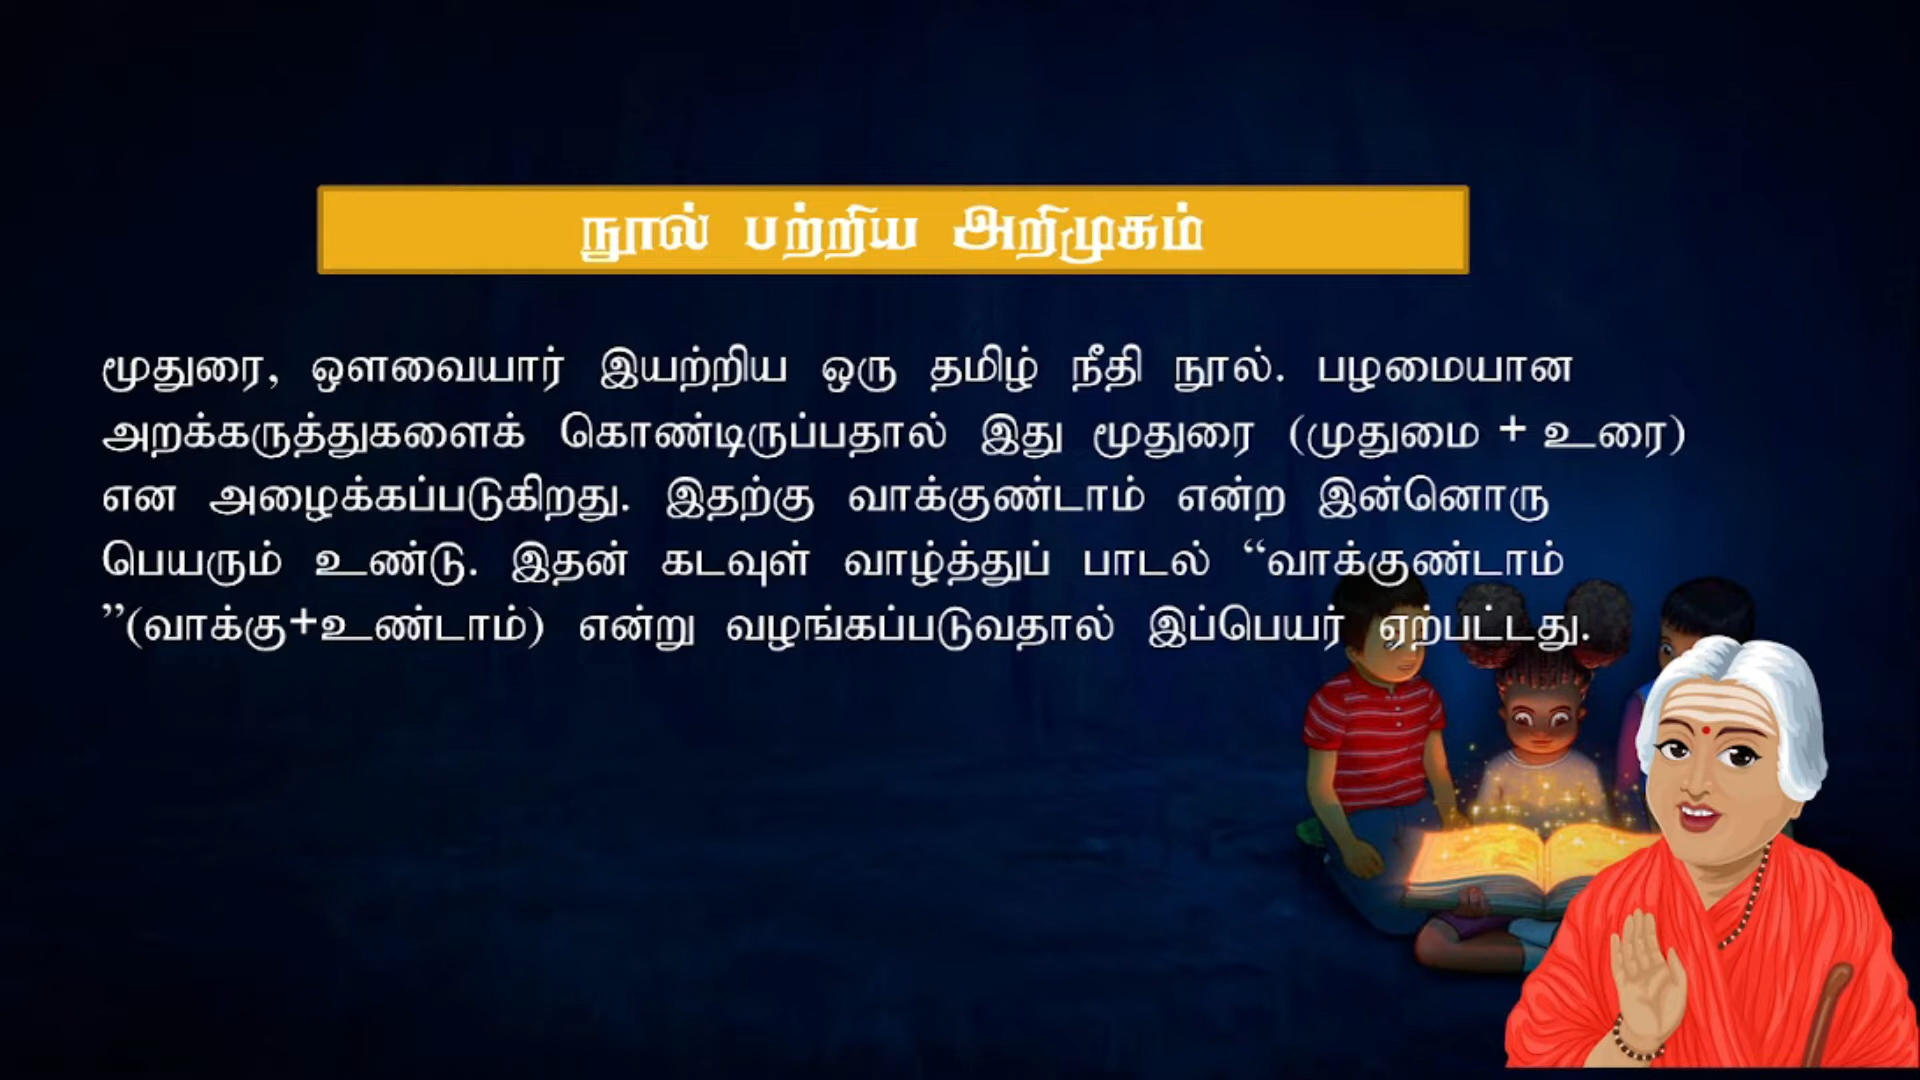 நூல் பற்றிய அறிமுகம்
மூதுரை, ஔவையார் இயற்றிய ஒரு தமிழ் நீதி நூல். பழமையான
அறக்கருத்துகளைக் கொண்டிருப்பதால் இது மூதுரை (முதுமை + உரை)
என அழைக்கப்படுகிறது. இதற்கு வாக்குண்டாம் என்ற இன்னொரு
பெயரும் உண்டு. இதன் கடவுள் வாழ்த்துப் பாடல் “வாக்குண்டாம்
”(வாக்கு+உண்டாம்) என்று வழங்கப்படுவதால் இப்பெயர் ஏற்பட்டது.